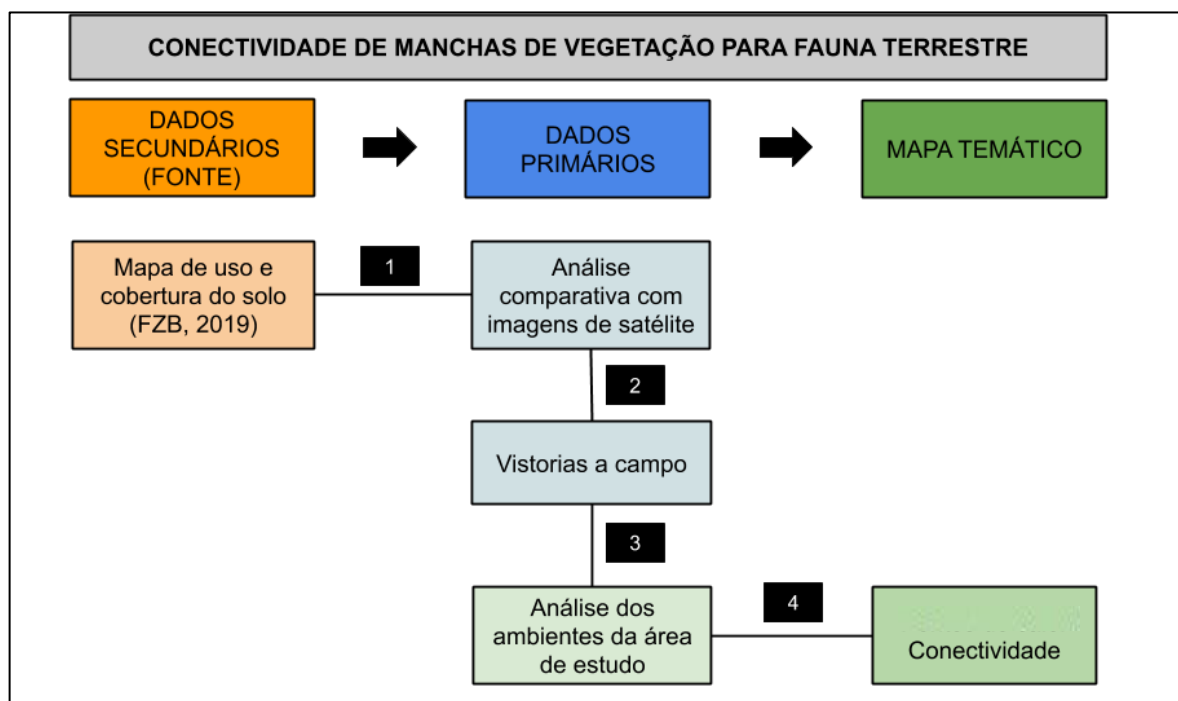 CONECTIVIDADE DE MANCHAS DE VEGETAÇÃO PARA FAUNA TERRESTRE
DADOS
SECUNDÁRIOS
(FONTE)
DADOS
PRIMÁRIOS
MAPA TEMÁTICO
Mapa de uso e
cobertura do solo
(FZB, 2019)
1
Análise
comparativa com
imagens de satélite
2
Vistorias a campo
3
Análise dos
ambientes da área
de estudo
4
Conectividade